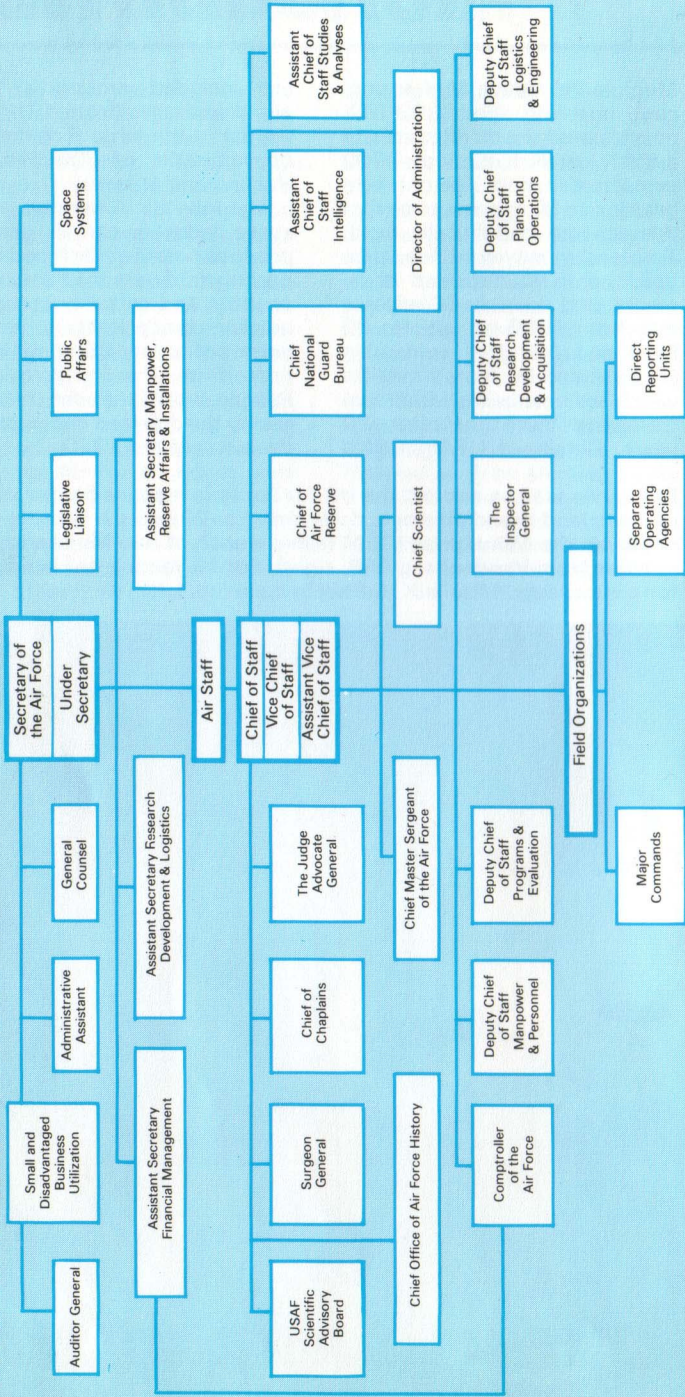 Secretary of
the Air Force
Under
Secretary
Auditor General
Small and
Disadvantaged
Business
Utilization
Administrative
Assistant
General
Counsel
Legislative
Liaison
Public
Affairs
Space
Systems
Assistant Secretary
Financial Management
Assistant Secretary Research
Development & Logistics
Assistant Secretary Manpower,
Reserve Affairs & Installations
Air Staff
Chief of Staff
Vice Chief
of Staff
Assistant Vice
Chief of Staff
USAF
Scientific
Advisory
Board
Surgeon
General
Chief of
Chaplains
The Judge
Advocate
General
Chief of
Air Force
Reserve
Chief
National
Guard
Bureau
Assistant
Chief of
Staff
Intelligence
Assistant
Chief of
Staff Studies
& Analyses
Chief Office of Air Force History
Chief Master Sergeant
of the Air Force
Chief Scientist
Director of Administration
Comptroller
of the
Air Force
Deputy Chief
of Staff
Manpower
& Personnel
Deputy Chief
of Staff
Programs &
Evaluation
The
Inspector
General
Deputy Chief
of Staff
Research,
Development
& Acquisition
Deputy Chief
of Staff
Plans and
Operations
Deputy Chief
of Staff
Logistics
& Engineering
Field Organizations
Major
Commands
Separate
Operating
Agencies
Direct
Reporting
Units